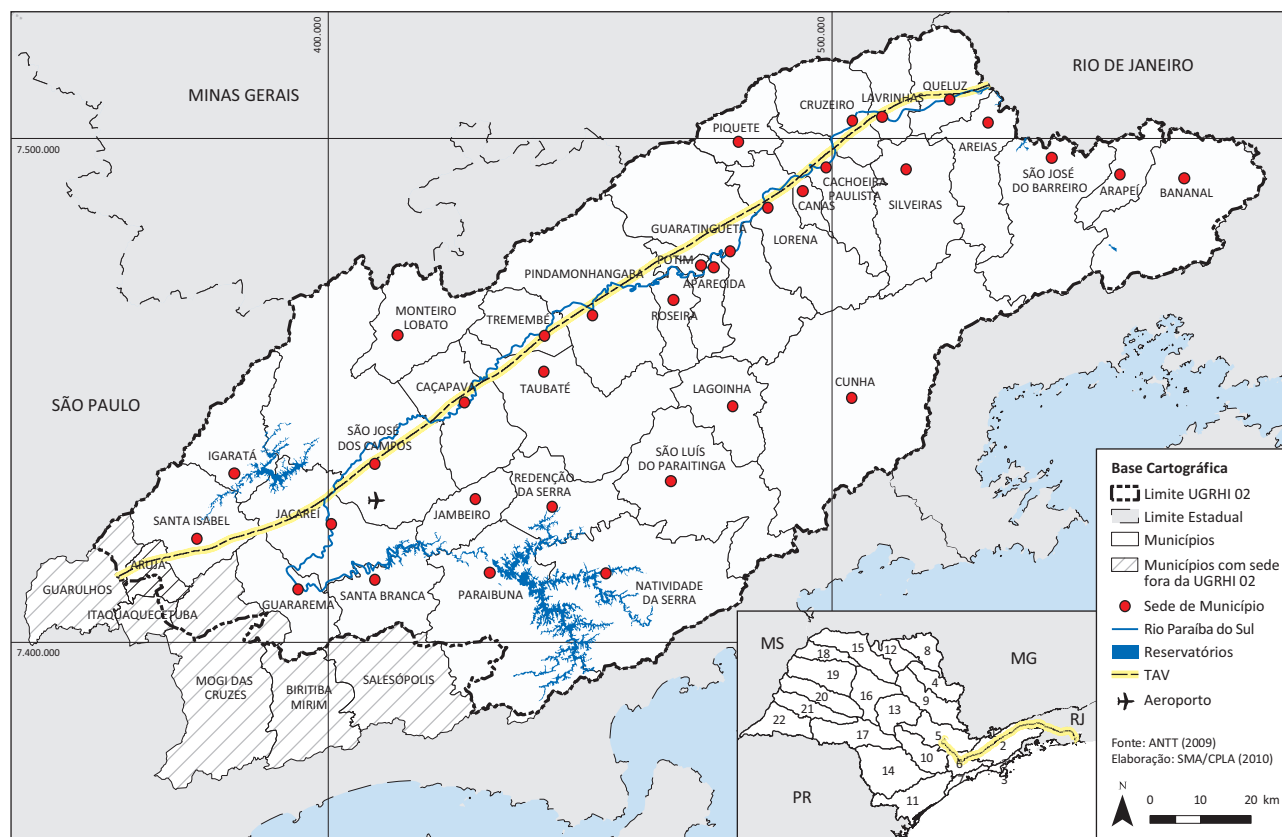 400.000
500.000
MINAS GERAIS
RIO DE JANEIRO
QUELUZ
LAVRINHAS
CRUZEIRO
PIQUETE
7.500.000
AREIAS
SÃO JOSÉ
DO BARREIRO
ARAPEÍ
BANANAL
CACHOEIRA
PAULISTA
CANAS
SILVEIRAS
GUARATINGUETÁ
LORENA
POTIM
APARECIDA
PINDAMONHANGABA
ROSEIRA
MONTEIRO
LOBATO
TREMEMBÉ
TAUBATÉ
CAÇAPAVA
LAGOINHA
CUNHA
SÃO PAULO
SÃO JOSÉ
DOS CAMPOS
IGARATÁ
SÃO LUÍS
DO PARAITINGA
REDENÇÃO
DA SERRA
JAMBEIRO
SANTA ISABEL
JACAREÍ
ARUJÁ
GUARULHOS
ITAQUAQUECETUBA
GUARAREMA
SANTA BRANCA
PARAIBUNA
NATIVIDADE
DA SERRA
7.400.000
MOGI DAS
CRUZES
BIRITIBA
MIRIM
SALESÓPOLIS
Base Cartográfica
Limite UGRHI 02
Limite Estadual
Municípios
Municípios com sede
fora da UGRHI 02
Sede de Município
Rio Paraíba do Sul
Reservatórios
TAV
Aeroporto
Fonte: ANTT (2009)
Elaboração: SMA/CPLA (2010)
N
0 10 20 km
MS
MG
RJ
PR
18
15
12
8
19
4
20
16
9
21
13
22
17
5
2
10
6
14
7
3
11